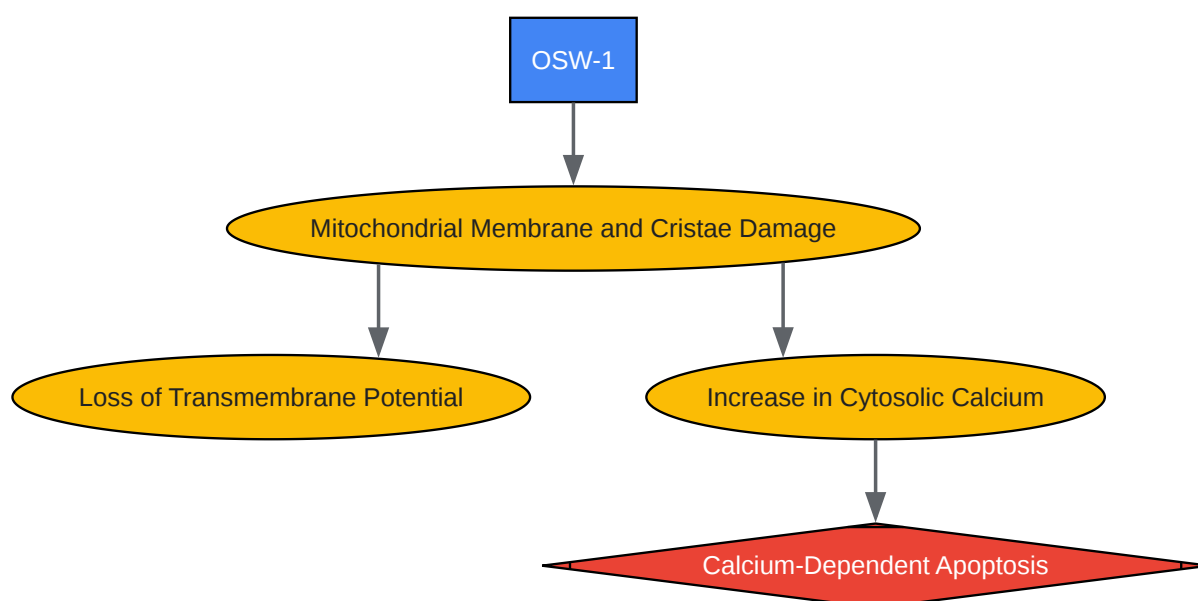 OSW-1
Mitochondrial Membrane and Cristae Damage
Loss of Transmembrane Potential
Increase in Cytosolic Calcium
Calcium-Dependent Apoptosis